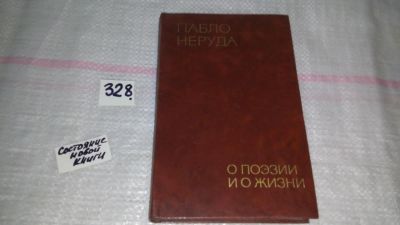 ПАБЛО
НЕРУДА
328
Состояние
новой
книги
О ПОЭЗИИ
И О ЖИЗНИ